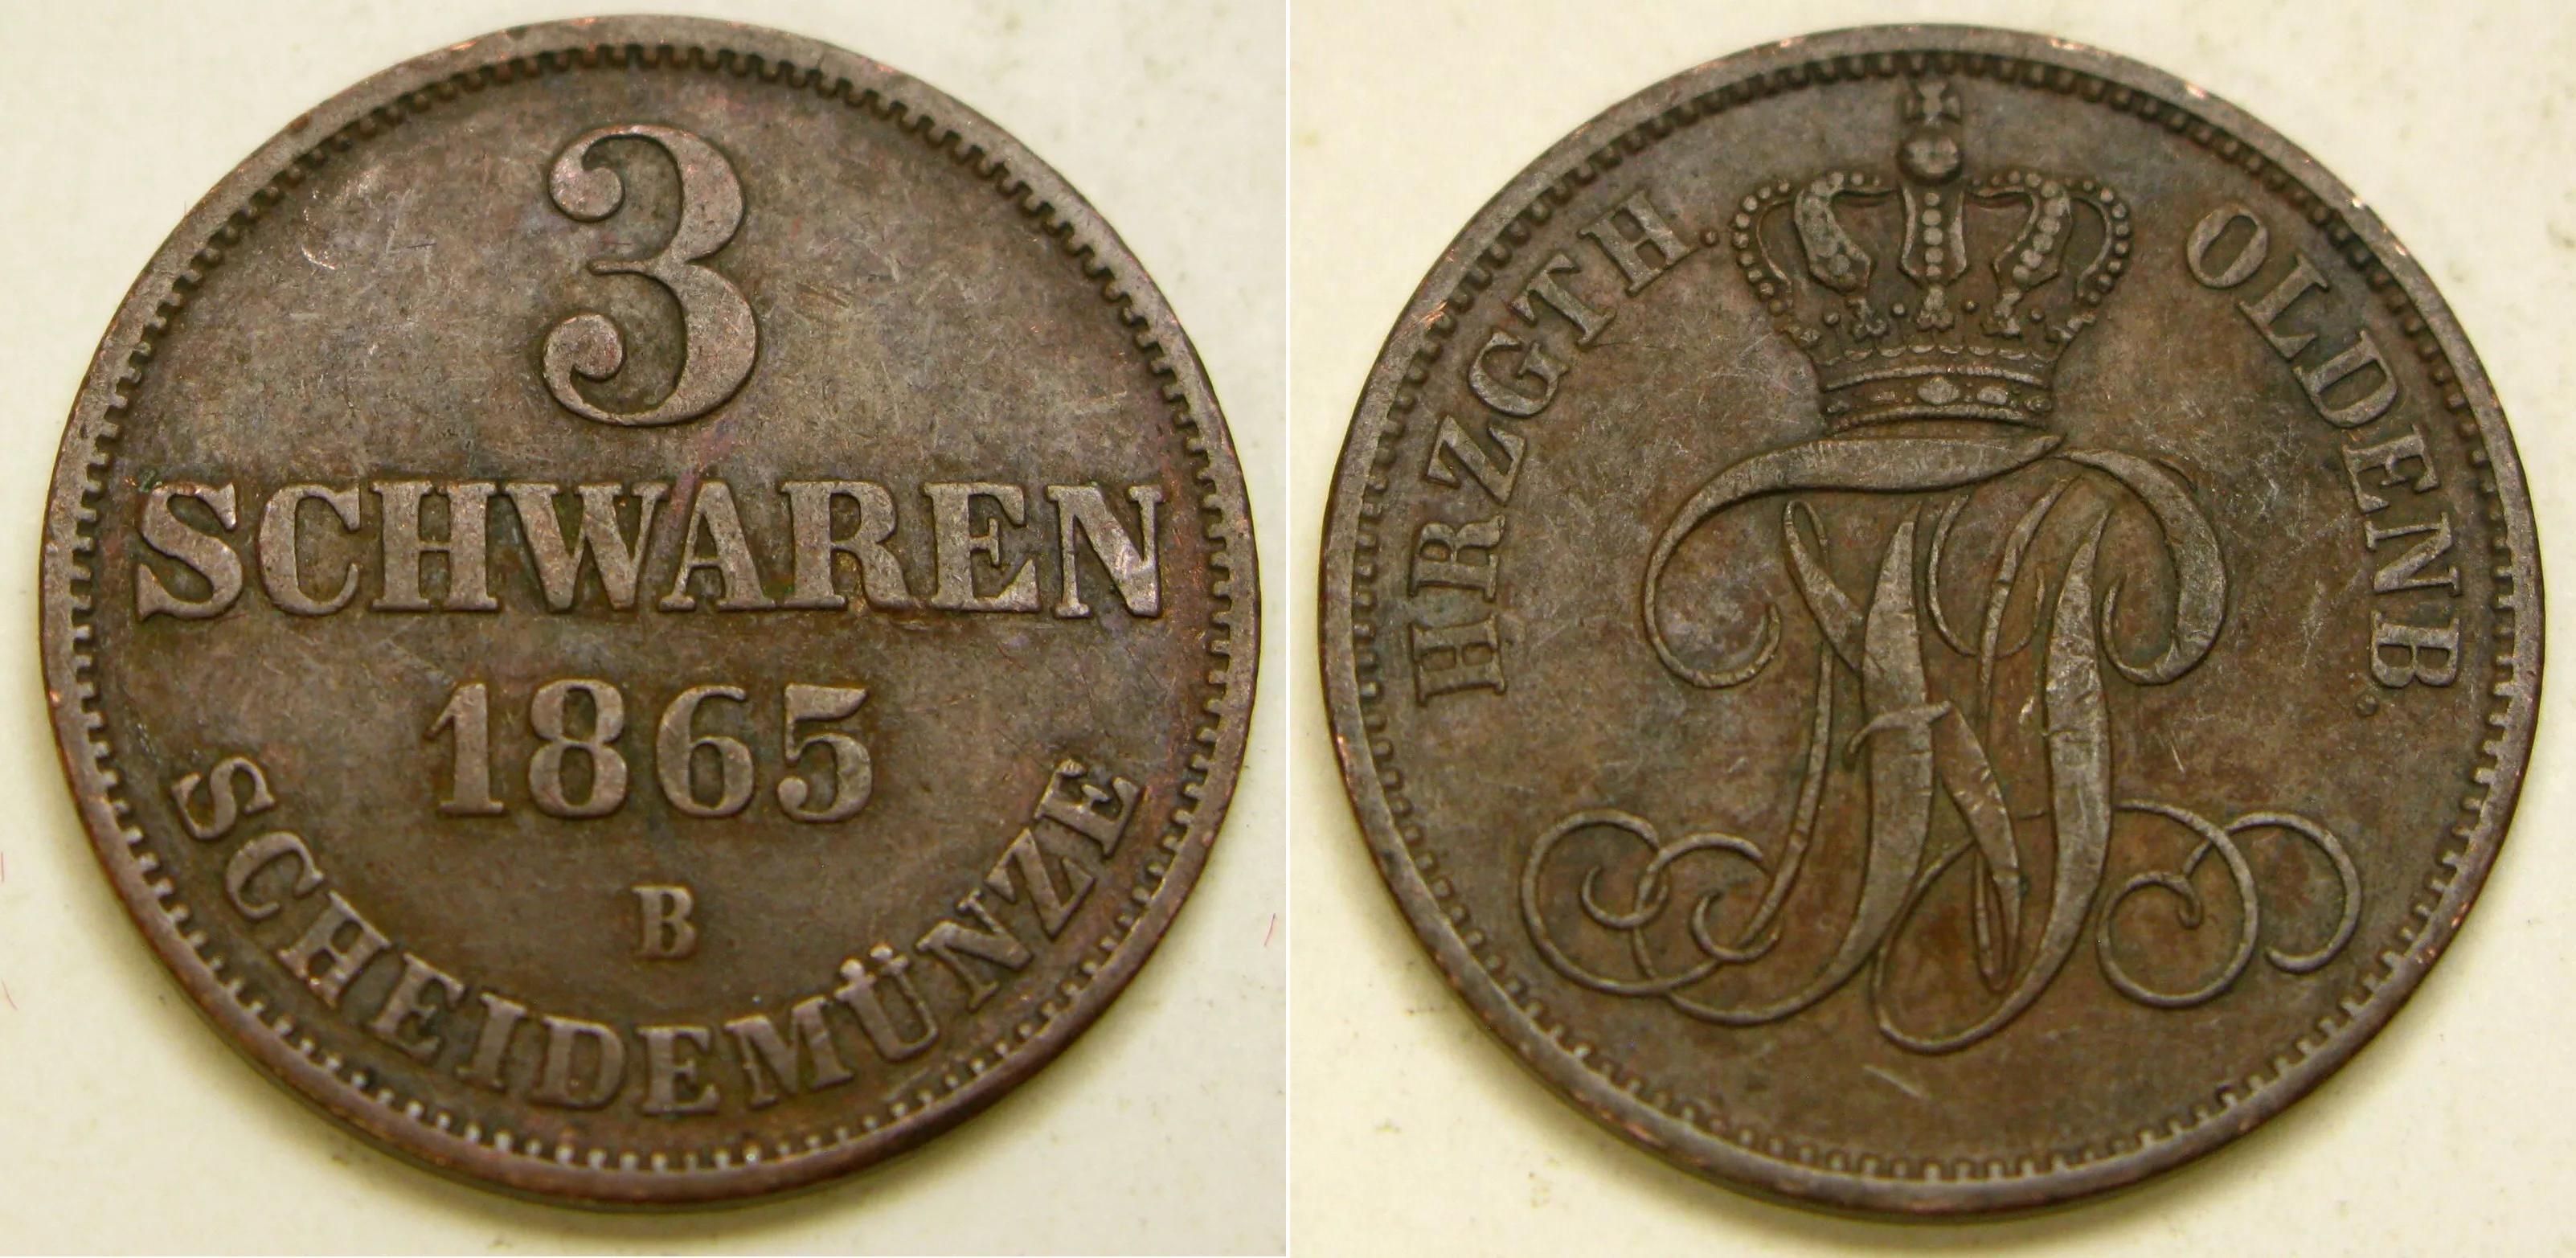 3
SCHWAREN
1865
B
SCHEIDEMÜNZE
HRZGTH. OLDENB.